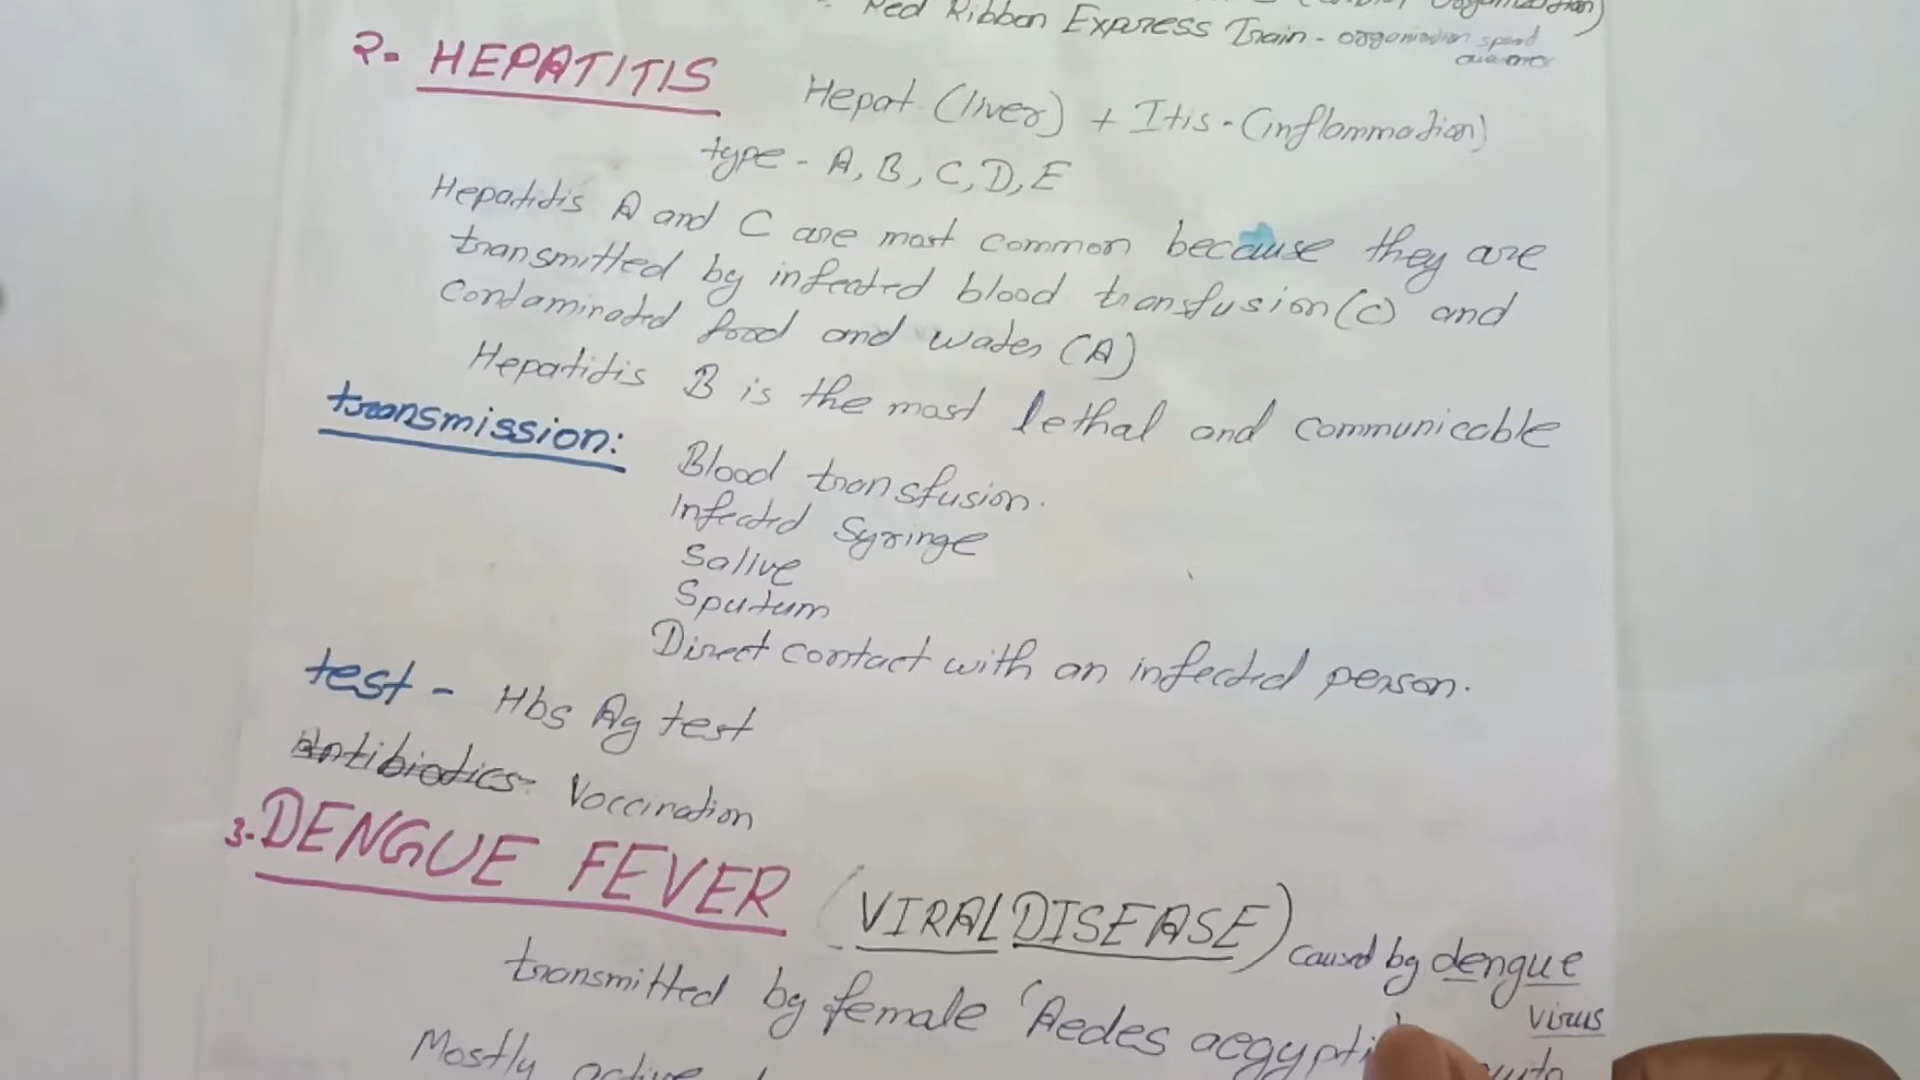 Red Ribbon Express Train - organisation spread
2- HEPATITIS
Hepat (liver) + Itis - (inflammation)
type - A, B, C, D, E
Hepatitis A and C are most common because they are
transmitted by infected blood transfusion (C) and
Contaminated food and water (A)
Hepatitis B is the most lethal and communicable
transmission:
Blood transfusion.
Infected Syringe
Salive
Sputum
Direct contact with an infected person.
test - Hbs Ag test
Antibiotics- Vaccination
3. DENGUE FEVER (VIRAL DISEASE) caused by dengue
virus
transmitted by female 'Aedes aegypti
Mostly active